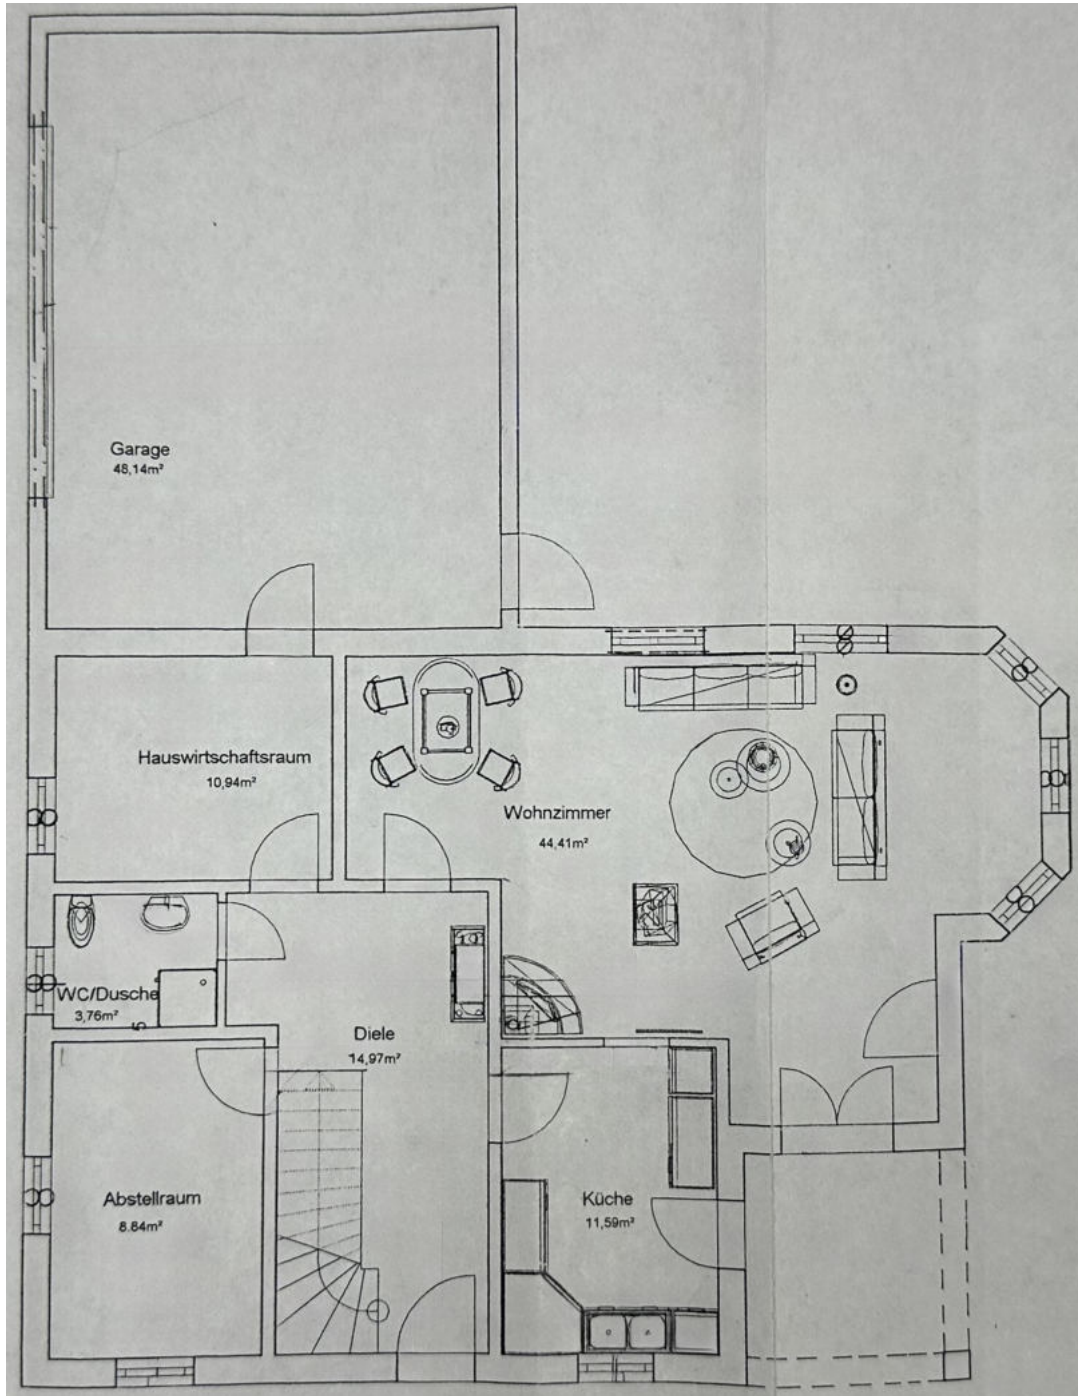 Garage
48,14m²
Hauswirtschaftsraum
10,94m²
Wohnzimmer
44,41m²
WC/Dusche
3,76m²
5
Diele
14,97m²
Abstellraum
8.84m²
Küche
11,59m²